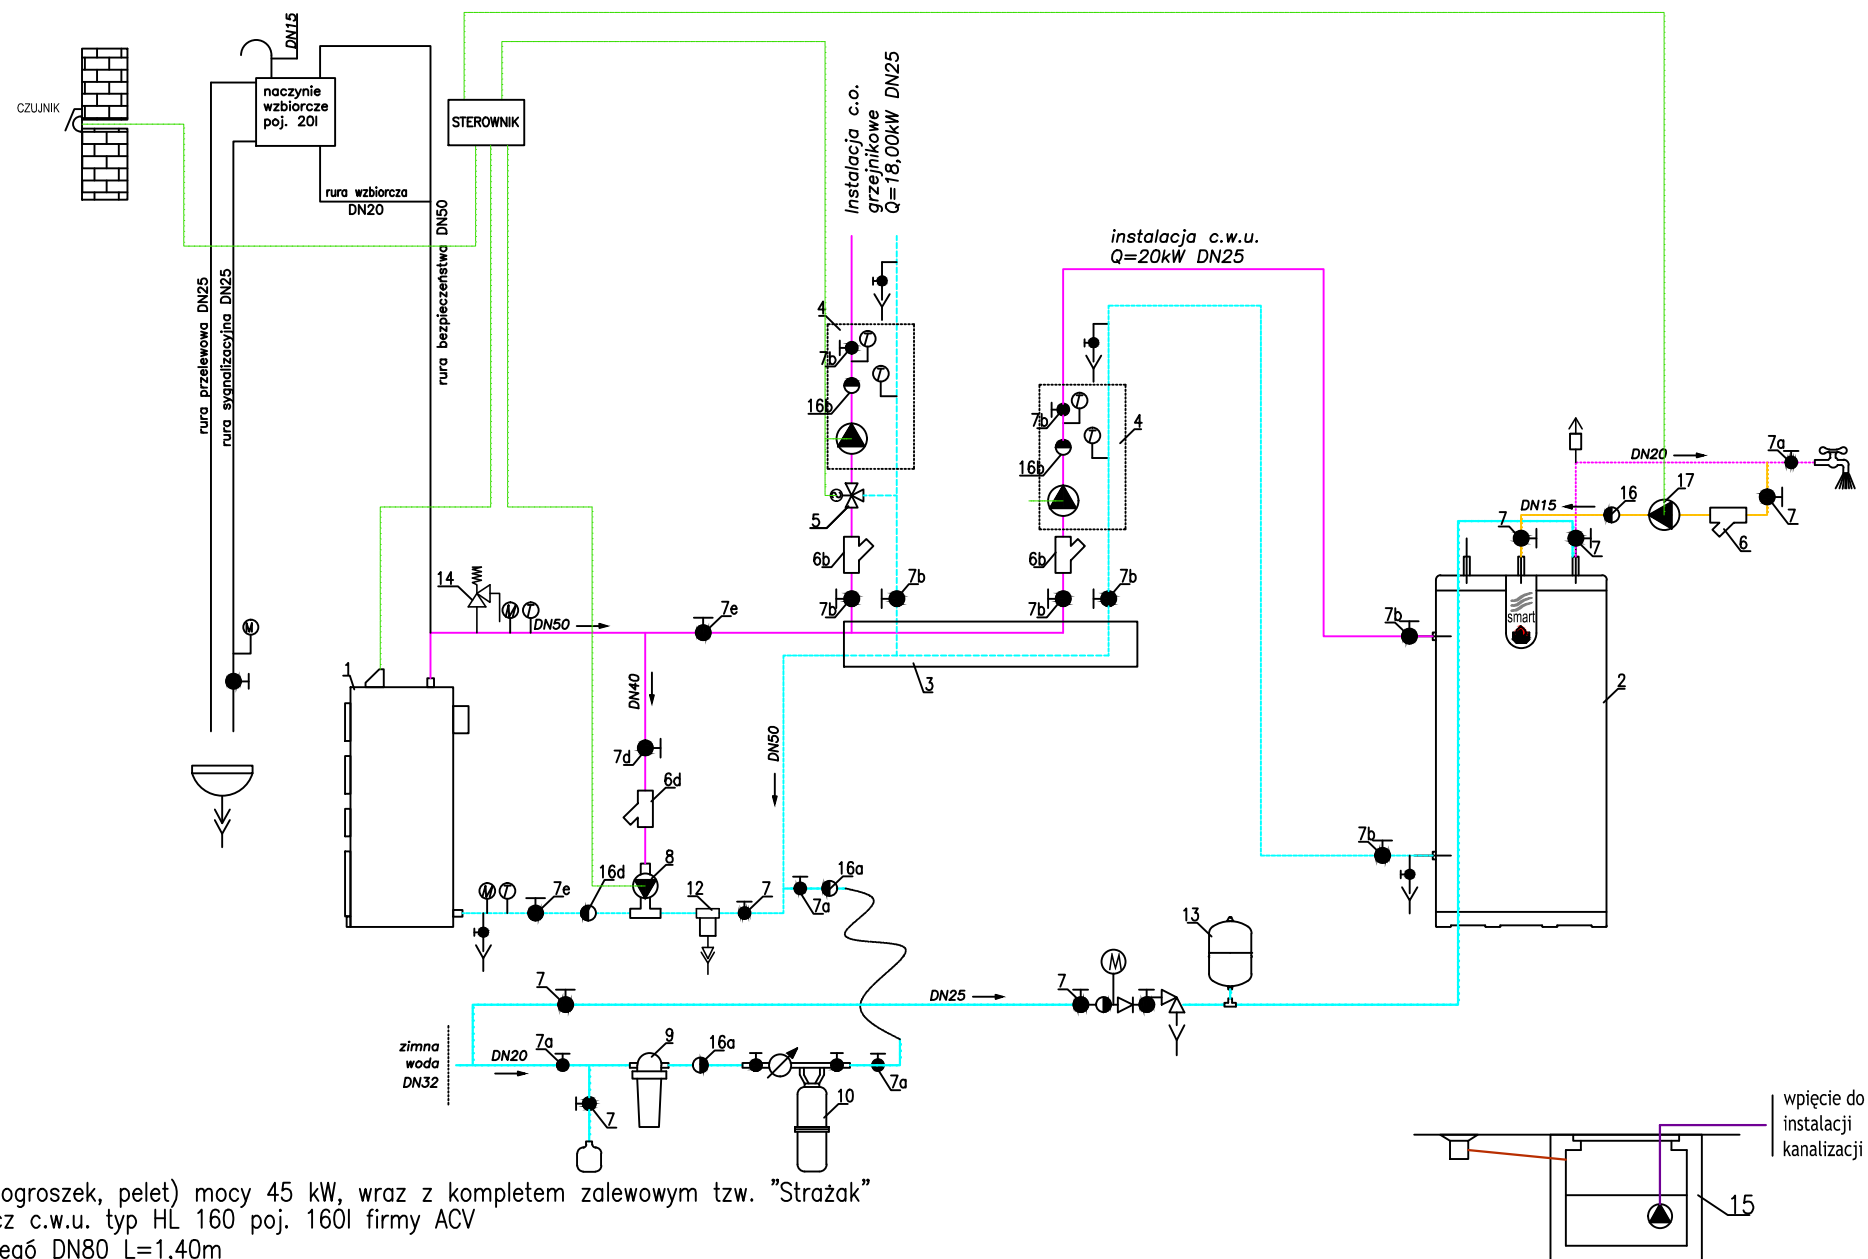 DN15
CZUJNIK
naczynie
wzbiorcze
poj. 20l
STEROWNIK
rura wzbiorcza
DN20
rura bezpieczeństwa DN50
rura przelewowa DN25
rura sygnalizacyjna DN25
Instalacja c.o.
grzejnikowe
Q=18,00kW DN25
instalacja c.w.u.
Q=20kW DN25
4
7b
T
T
16b
5
6b
7b
7b
7b
T
T
4
16b
6b
7b
7b
DN20
7a
17
16
DN15
7
7
7
6
smart
14
M
T
DN50
7e
M
1
3
7b
2
DN40
DN50
7d
6d
7b
8
16d
16a
M
T
7e
12
7
7a
13
M
7
7
DN25
zimna
woda
DN32
DN20
7a
9
16a
7a
10
7
wpięcie do
instalacji
kanalizacji
15
ogroszek, pelet) mocy 45 kW, wraz z kompletem zalewowym tzw. "Strażak"
cz c.w.u. typ HL 160 poj. 160l firmy ACV
egó DN80 L=1,40m